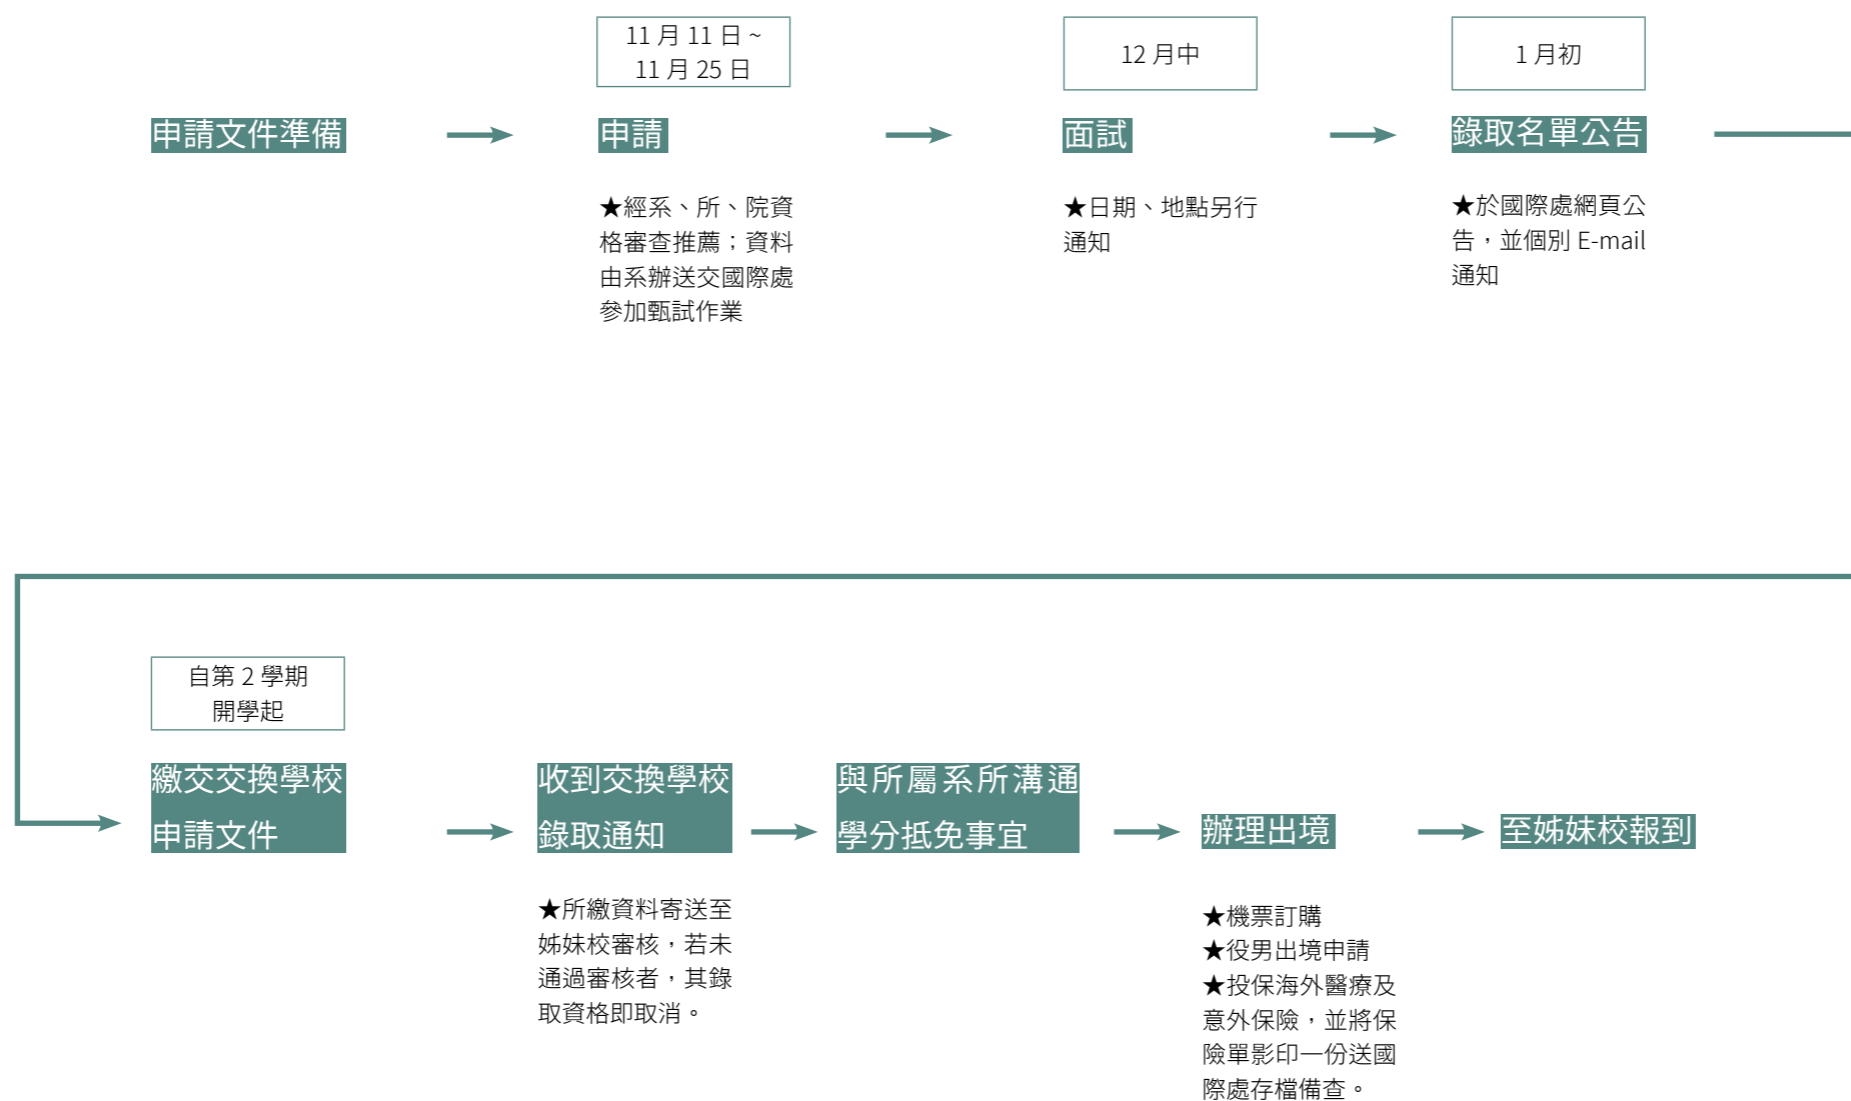 11 月 11 日 ~
11 月 25 日
12 月中
1 月初
申請文件準備
申請
面試
錄取名單公告
★經系、所、院資
格審查推薦；資料
由系辦送交國際處
參加甄試作業
★日期、地點另行
通知
★於國際處網頁公
告，並個別 E-mail
通知
自第 2 學期
開學起
繳交交換學校
申請文件
收到交換學校
錄取通知
與所屬系所溝通
學分抵免事宜
辦理出境
至姊妹校報到
★所繳資料寄送至
姊妹校審核，若未
通過審核者，其錄
取資格即取消。
★機票訂購
★役男出境申請
★投保海外醫療及
意外保險，並將保
險單影印一份送國
際處存檔備查。